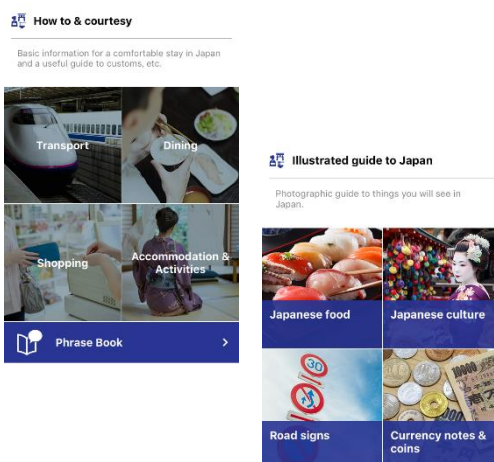 How to & courtesy
Basic information for a comfortable stay in Japan
and a useful guide to customs, etc.
Transport
Dining
Shopping
Accommodation &
Activities
Phrase Book
Illustrated guide to Japan
Photographic guide to things you will see in
Japan.
Japanese food
Japanese culture
30
Road signs
10000
Currency notes &
coins